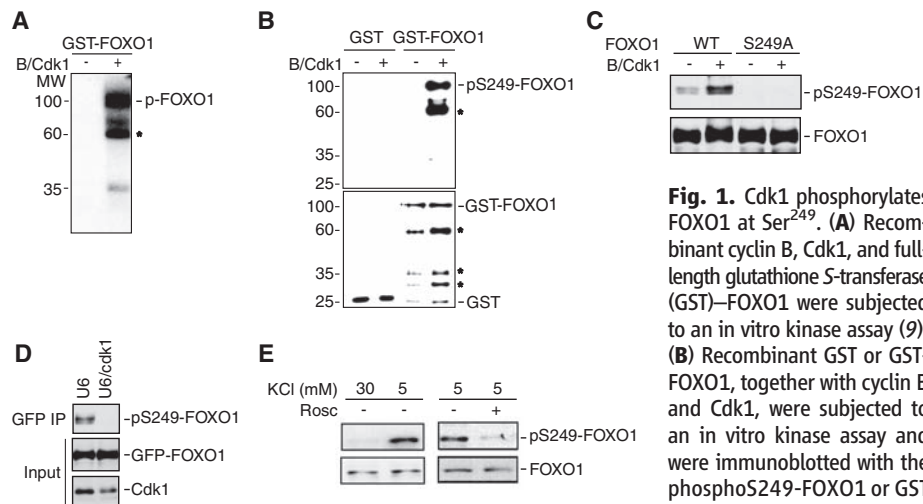 A
GST-FOXO1
B/Cdk1 - +
MW
100-
-p-FOXO1
60-
*
35-
B
GST GST-FOXO1
B/Cdk1 - + - +
100-
-pS249-FOXO1
60-
*
35-
25-
100-
-GST-FOXO1
60-
*
35-
*
*
25-
-GST
C
FOXO1 WT S249A
B/Cdk1 - + - +
-pS249-FOXO1
-FOXO1
Fig. 1. Cdk1 phosphorylates
FOXO1 at Ser249. (A) Recom-
binant cyclin B, Cdk1, and full-
length glutathione S-transferase
(GST)–FOXO1 were subjected
to an in vitro kinase assay (9)
(B) Recombinant GST or GST-
FOXO1, together with cyclin B
and Cdk1, were subjected to
an in vitro kinase assay and
were immunoblotted with the
phosphoS249-FOXO1 or GST
D
U6
U6/cdk1
GFP IP
-pS249-FOXO1
Input
-GFP-FOXO1
-Cdk1
E
KCl (mM) 30 5 5 5
Rosc - - - +
-pS249-FOXO1
-FOXO1